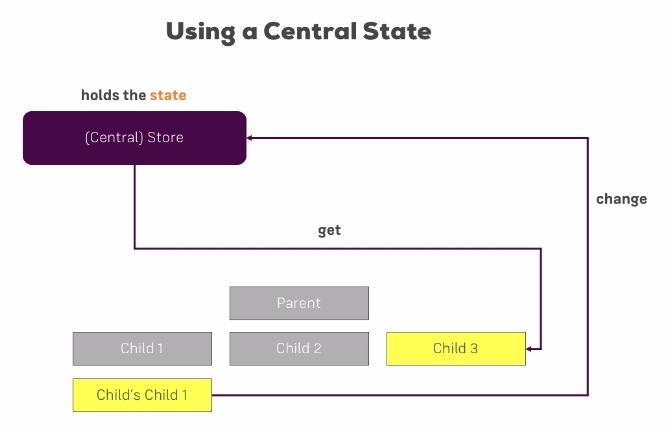 Using a Central State
holds the state
(Central) Store
change
get
Parent
Child 1
Child 2
Child 3
Child's Child 1